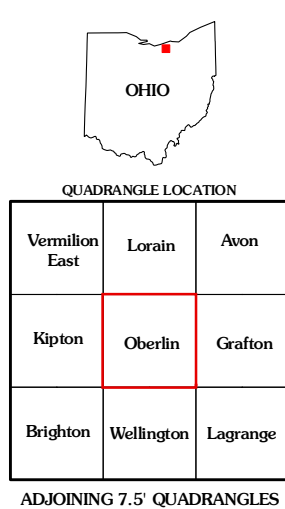 OHIO
QUADRANGLE LOCATION
Vermilion
East
Lorain
Avon
Kipton
Oberlin
Grafton
Brighton
Wellington
Lagrange
ADJOINING 7.5' QUADRANGLES